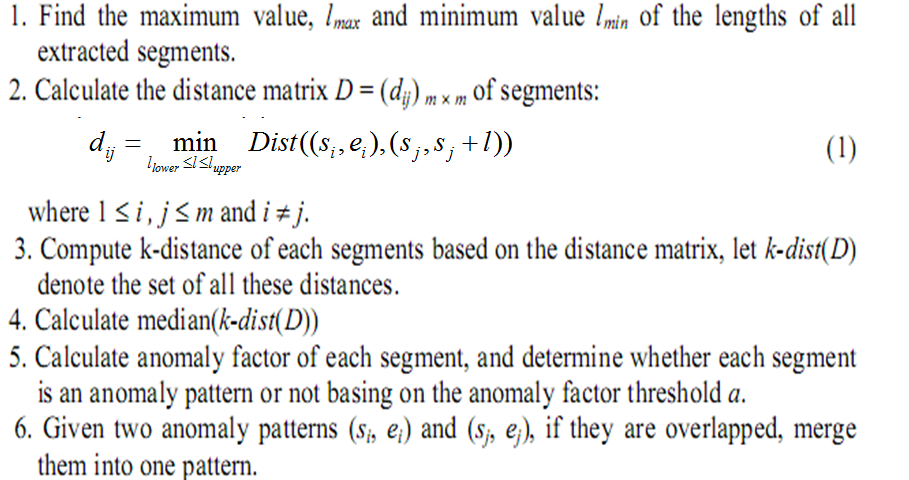 1. Find the maximum value, lmax and minimum value lmin of the lengths of all
extracted segments.
2. Calculate the distance matrix D = (dij) m × m of segments:
dij = min Dist((si, ei),(sj, sj + l)) (1)
llower ≤ l ≤ lupper
where 1 ≤ i, j ≤ m and i ≠ j.
3. Compute k-distance of each segments based on the distance matrix, let k-dist(D)
denote the set of all these distances.
4. Calculate median(k-dist(D))
5. Calculate anomaly factor of each segment, and determine whether each segment
is an anomaly pattern or not basing on the anomaly factor threshold a.
6. Given two anomaly patterns (si, ei) and (sj, ej), if they are overlapped, merge
them into one pattern.